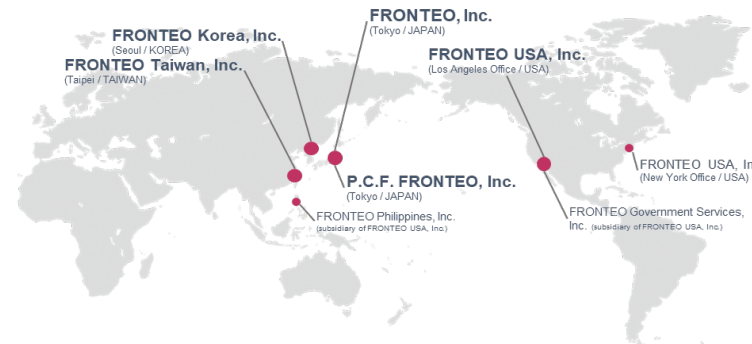 FRONTEO, Inc.
(Tokyo / JAPAN)
FRONTEO Korea, Inc.
(Seoul / KOREA)
FRONTEO Taiwan, Inc.
(Taipei / TAIWAN)
FRONTEO USA, Inc.
(Los Angeles Office / USA)
FRONTEO USA, In
(New York Office / USA)
P.C.F. FRONTEO, Inc.
(Tokyo / JAPAN)
FRONTEO Philippines, Inc.
(subsidiary of FRONTEO USA, Inc.)
FRONTEO Government Services,
Inc. (subsidiary of FRONTEO USA, Inc.)